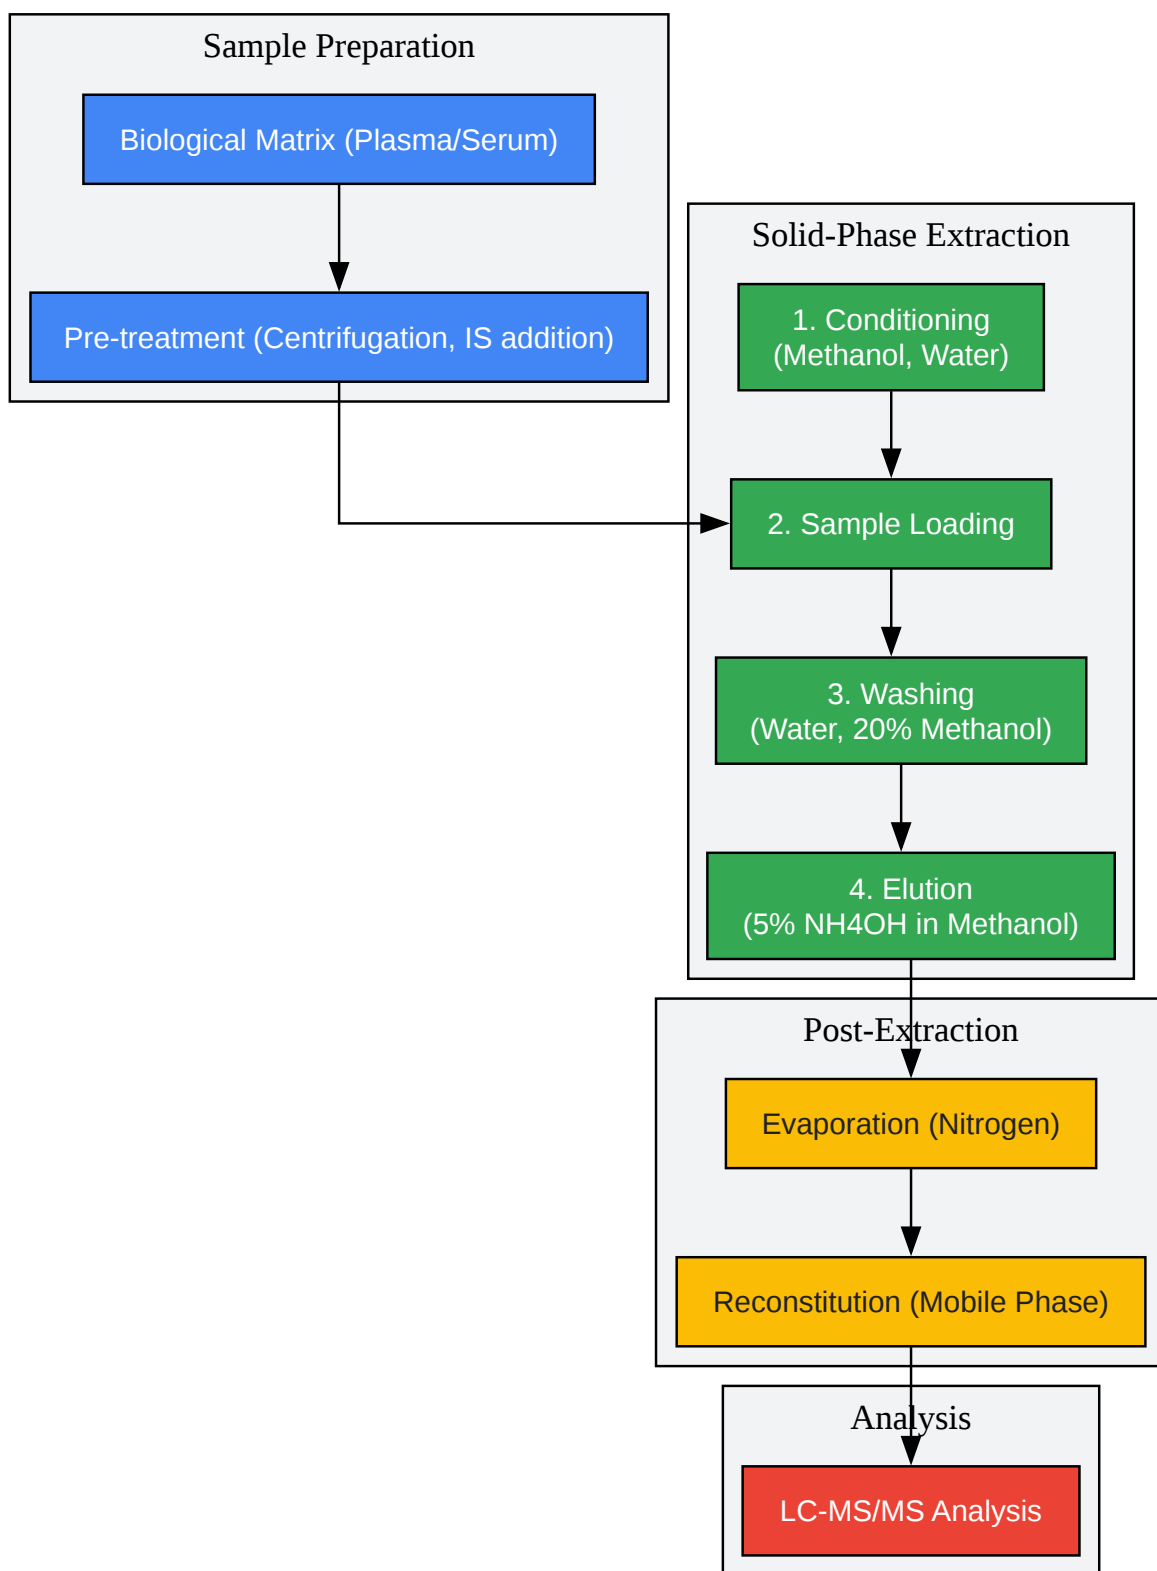 Sample Preparation
Biological Matrix (Plasma/Serum)
Pre-treatment (Centrifugation, IS addition)
Solid-Phase Extraction
1. Conditioning
(Methanol, Water)
2. Sample Loading
3. Washing
(Water, 20% Methanol)
4. Elution
(5% NH4OH in Methanol)
Post-Extraction
Evaporation (Nitrogen)
Reconstitution (Mobile Phase)
Analysis
LC-MS/MS Analysis